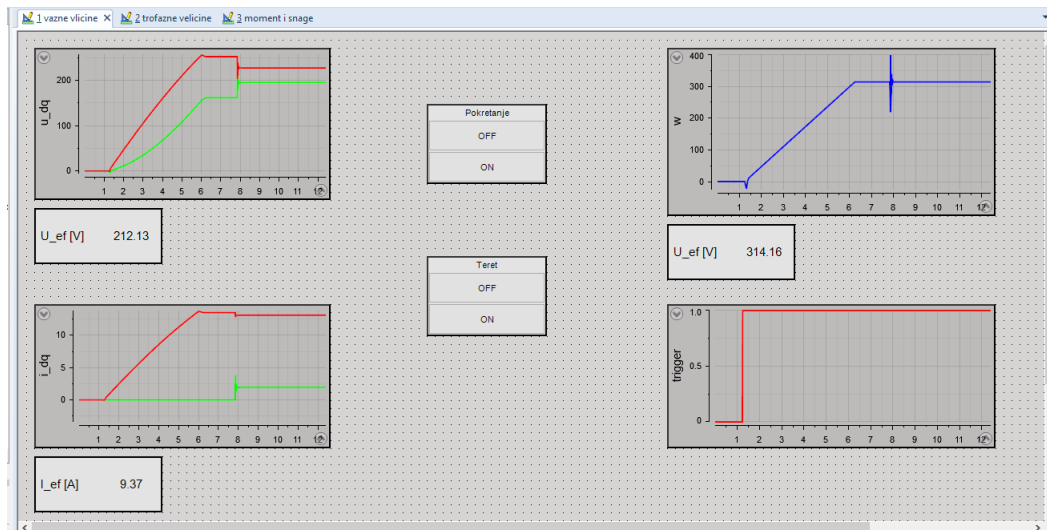 1 vazne vlicine
2 trofazne velicine
3 moment i snage
u_dq
200
100
0
1 2 3 4 5 6 7 8 9 10 11 12
U_ef [V] 212.13
Pokretanje
OFF
ON
w
400
300
200
100
0
1 2 3 4 5 6 7 8 9 10 11 12
U_ef [V] 314.16
Teret
OFF
ON
i_dq
10
5
0
1 2 3 4 5 6 7 8 9 10 11 12
I_ef [A] 9.37
trigger
1.0
0.5
0
1 2 3 4 5 6 7 8 9 10 11 12